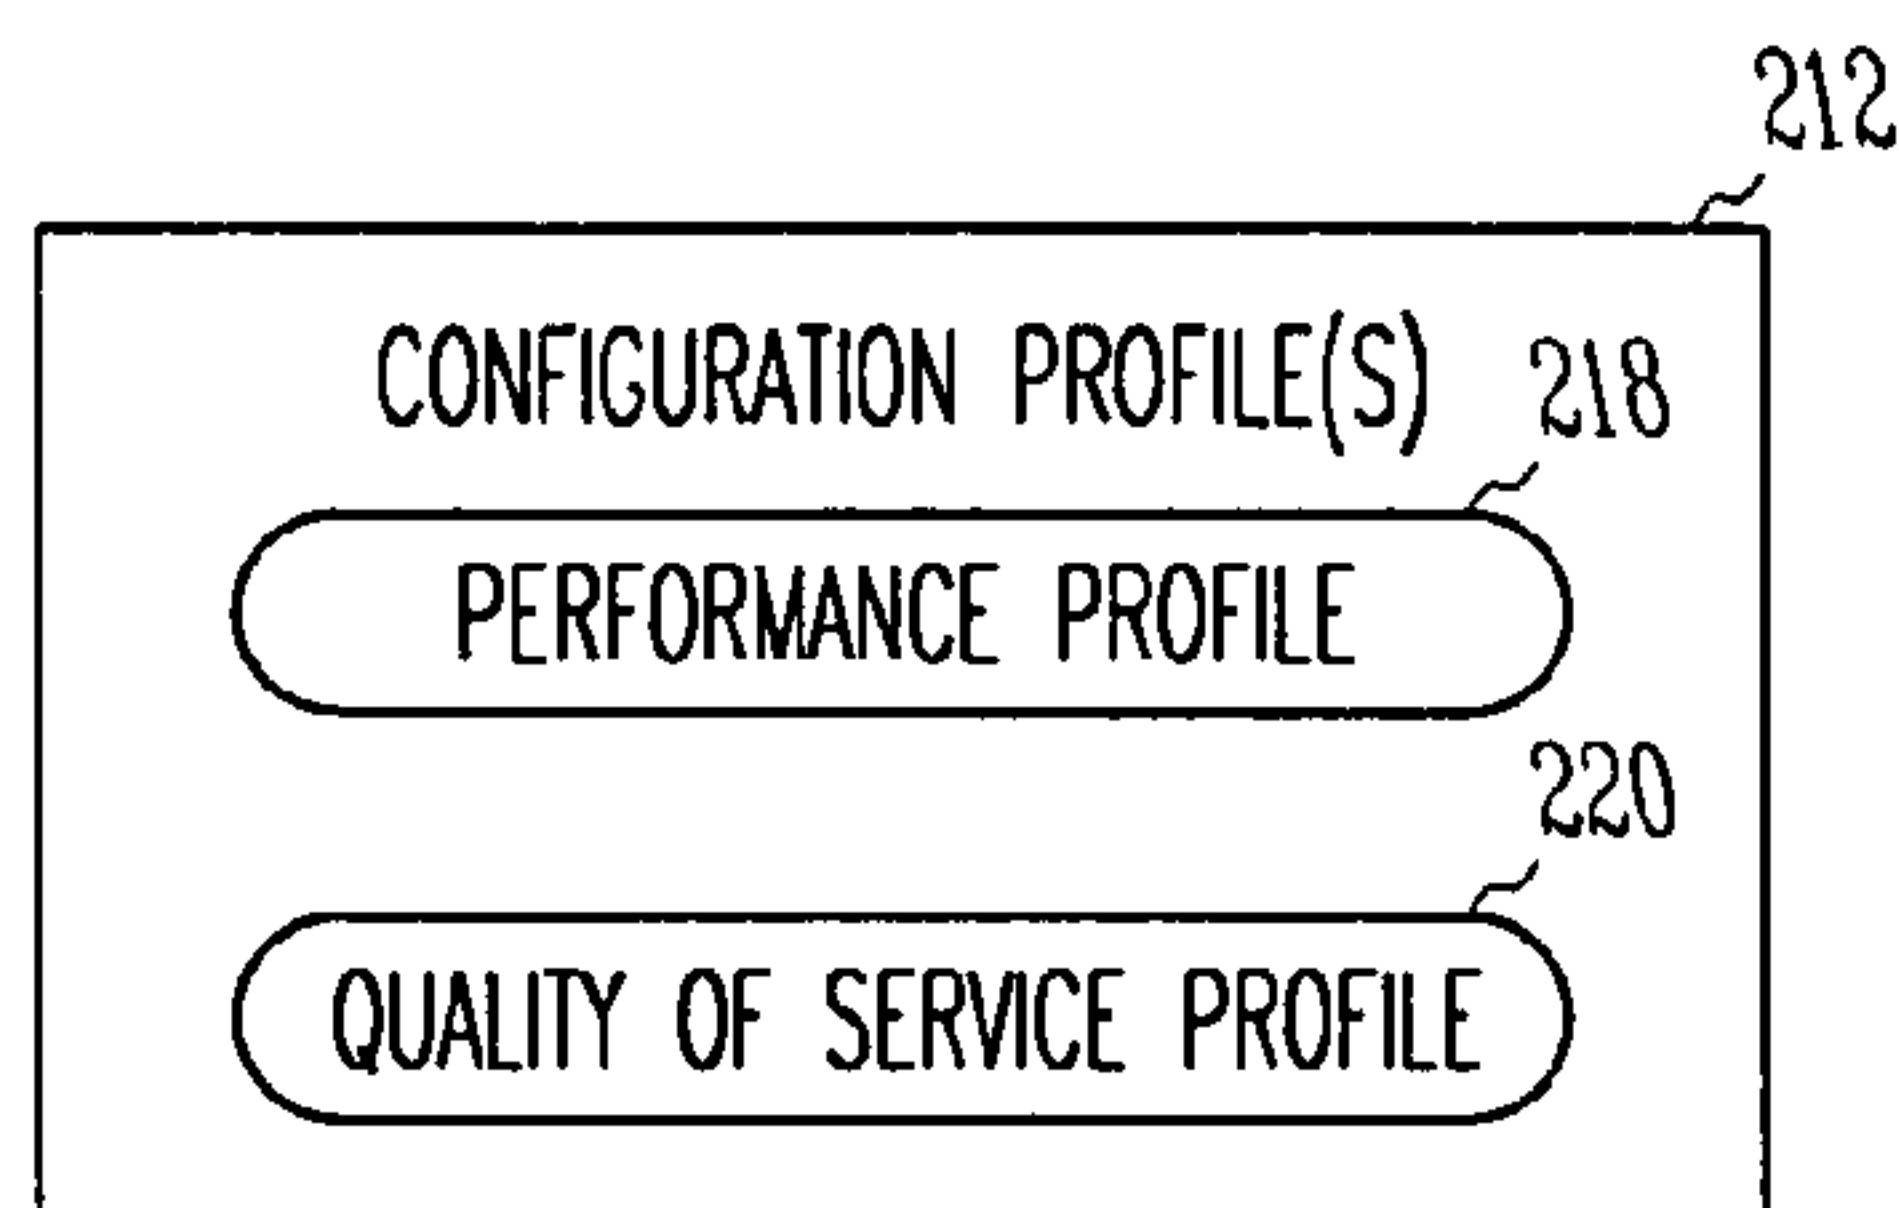 212
CONFIGURATION PROFILE(S)
218
PERFORMANCE PROFILE
220
QUALITY OF SERVICE PROFILE